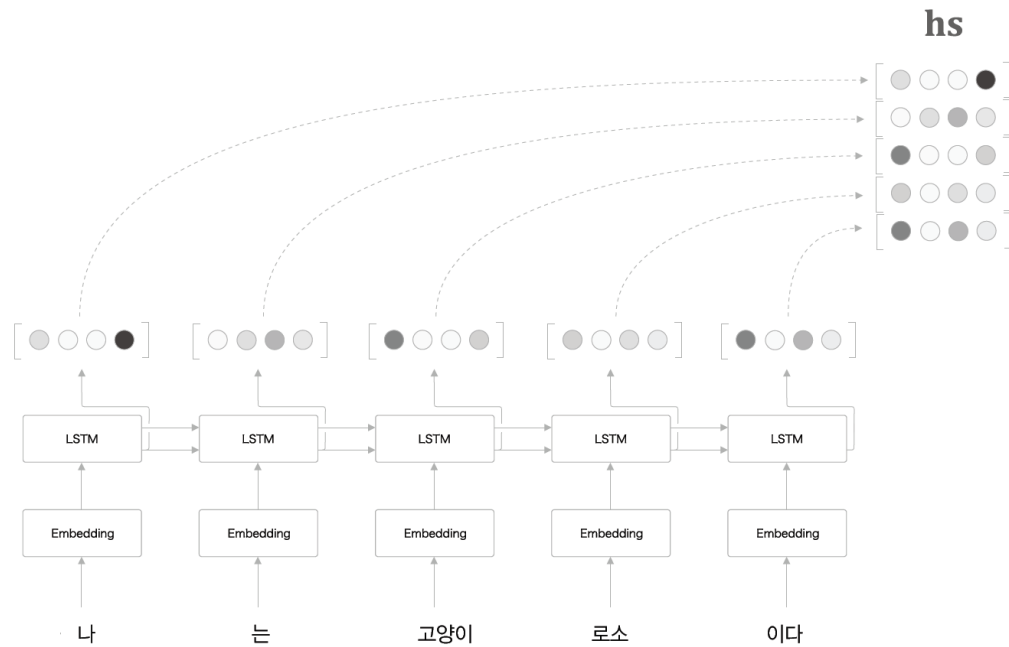 hs
LSTM LSTM LSTM LSTM LSTM
Embedding Embedding Embedding Embedding Embedding
나 는 고양이 로소 이다